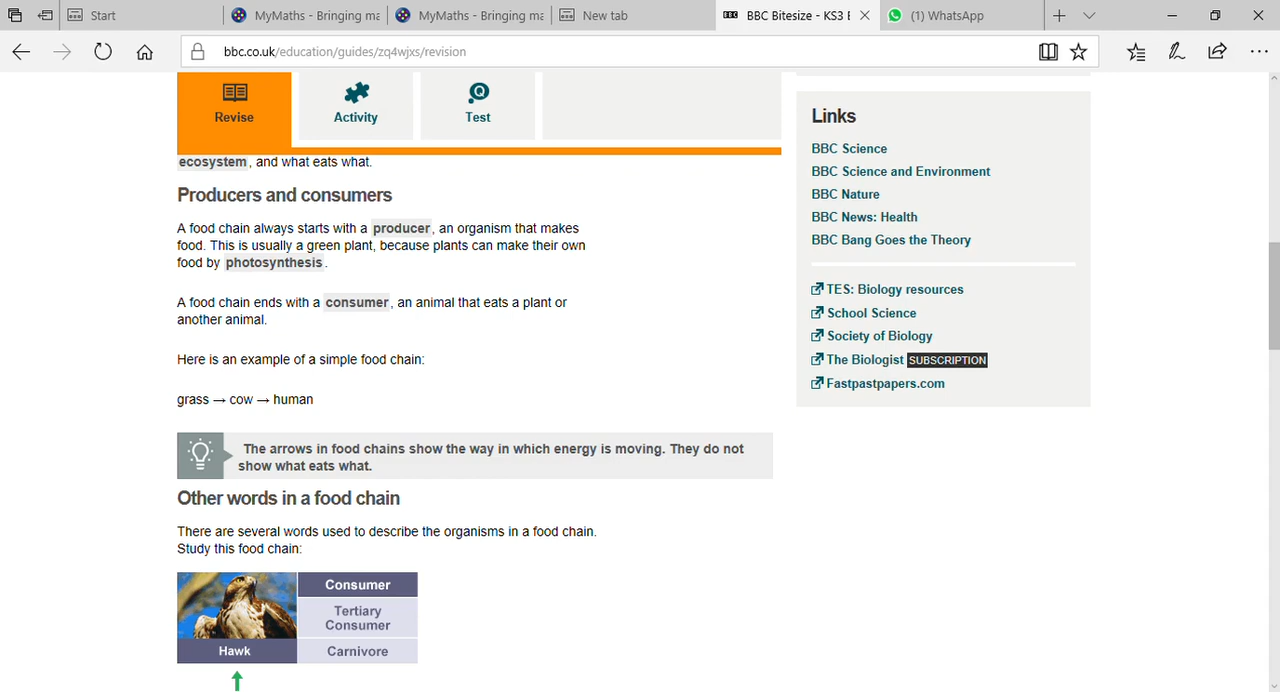 Start
MyMaths - Bringing ma
MyMaths - Bringing ma
New tab
BBC Bitesize - KS3 B
(1) WhatsApp
bbc.co.uk/education/guides/zq4wjxs/revision
Revise
Activity
Test
ecosystem, and what eats what.
Producers and consumers
A food chain always starts with a producer, an organism that makes
food. This is usually a green plant, because plants can make their own
food by photosynthesis.
A food chain ends with a consumer, an animal that eats a plant or
another animal.
Here is an example of a simple food chain:
grass → cow → human
The arrows in food chains show the way in which energy is moving. They do not
show what eats what.
Other words in a food chain
There are several words used to describe the organisms in a food chain.
Study this food chain:
Hawk
Consumer
Tertiary
Consumer
Carnivore
Links
BBC Science
BBC Science and Environment
BBC Nature
BBC News: Health
BBC Bang Goes the Theory
TES: Biology resources
School Science
Society of Biology
The Biologist SUBSCRIPTION
Fastpastpapers.com